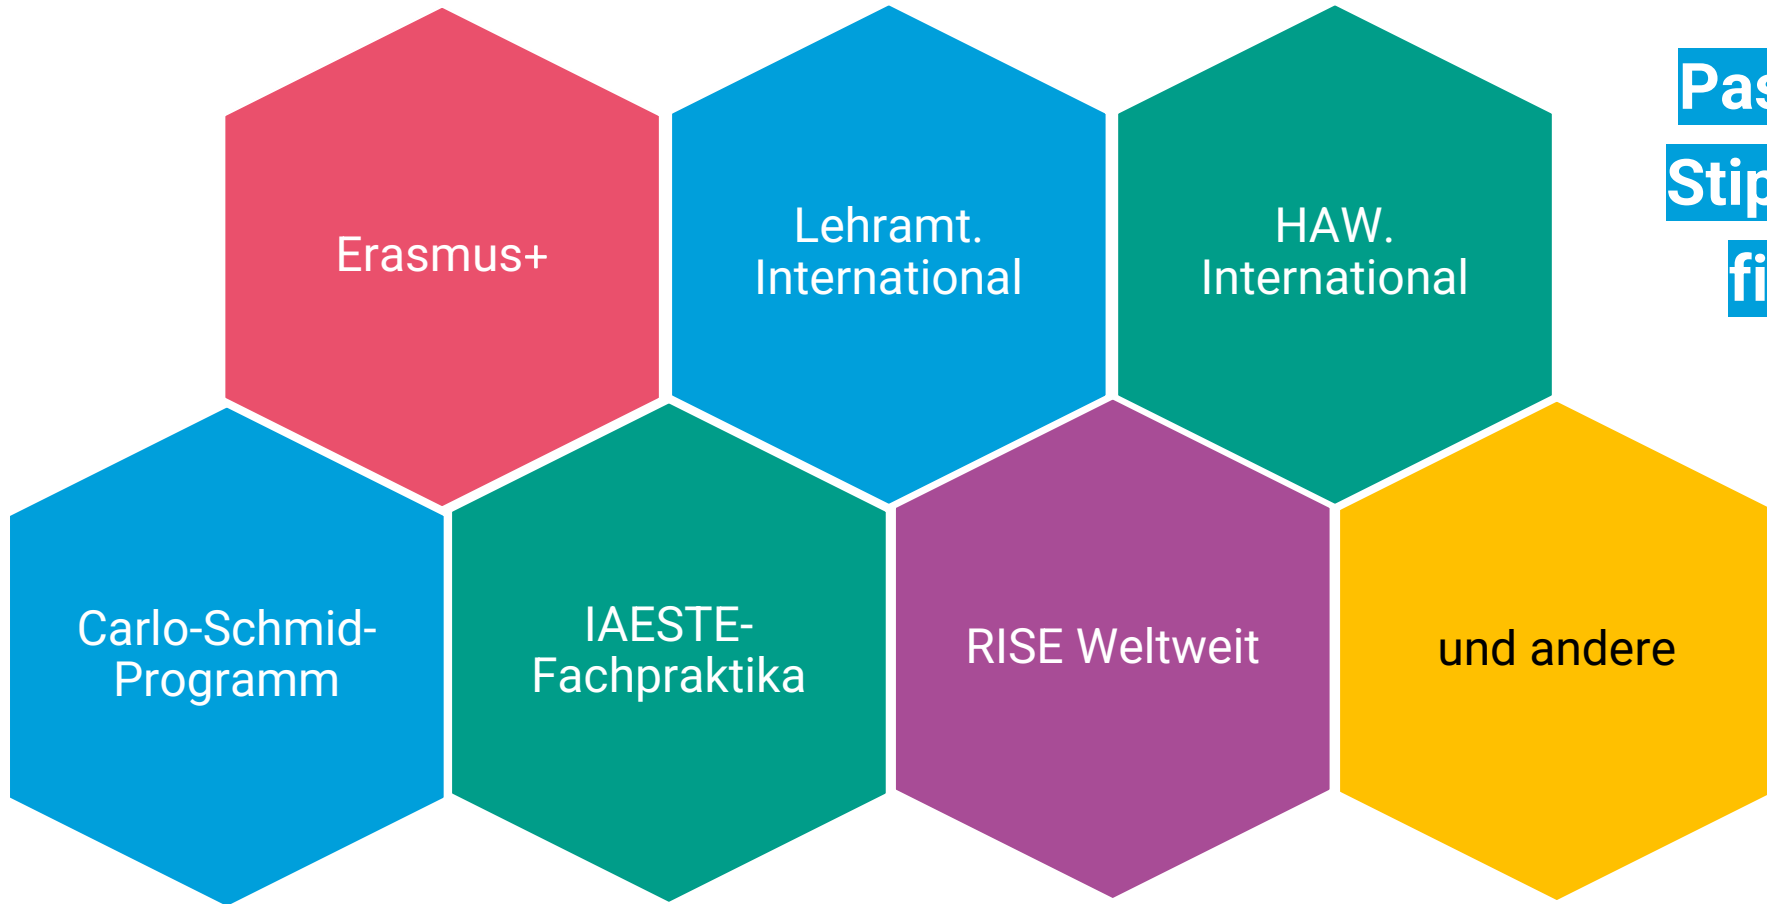 Erasmus+
Lehramt.
International
HAW.
International
Carlo-Schmid-
Programm
IAESTE-
Fachpraktika
RISE Weltweit
und andere